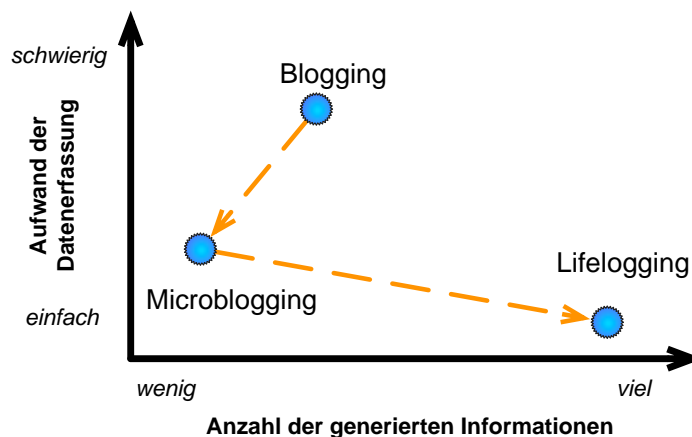 schwierig
Blogging
Aufwand der
Datenerfassung
Lifelogging
Microblogging
einfach
wenig
viel
Anzahl der generierten Informationen